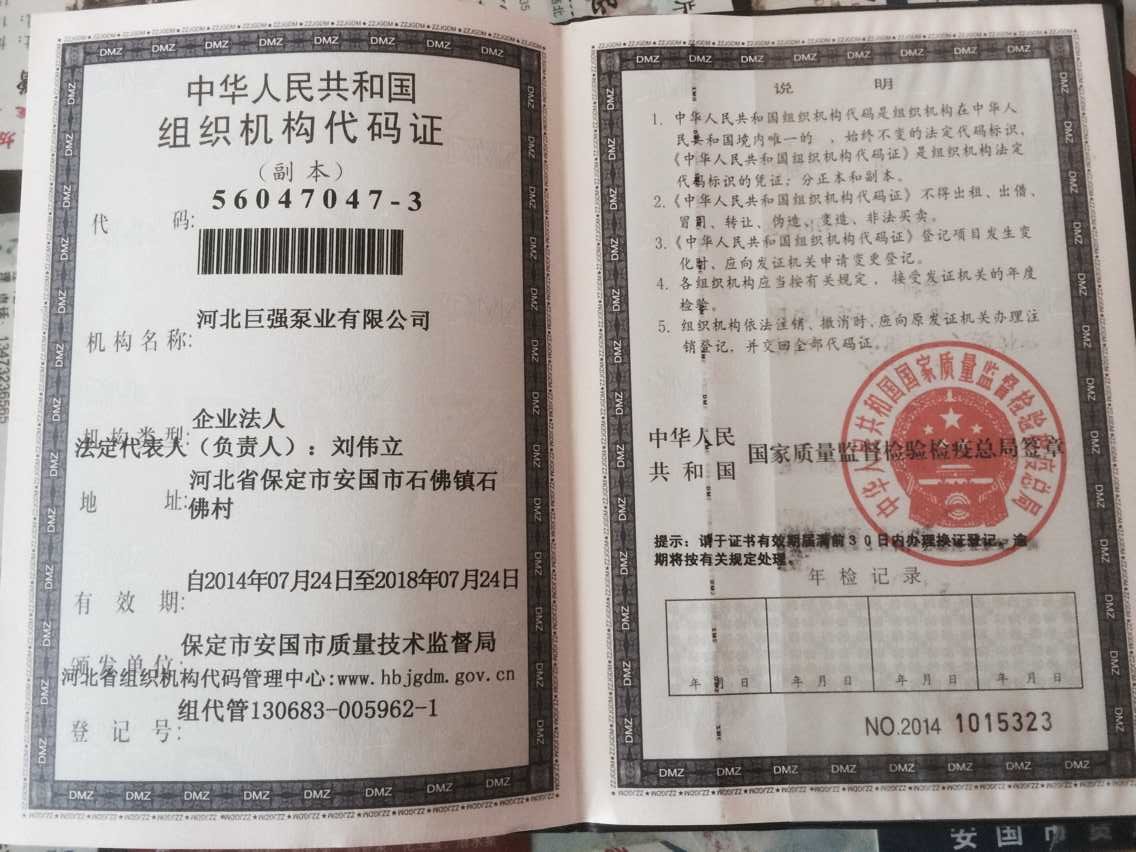 中华人民共和国
组织机构代码证
（副本）
代 码: 56047047-3
机构名称: 河北巨强泵业有限公司
机构类型: 企业法人
法定代表人（负责人）：刘伟立
地 址: 河北省保定市安国市石佛镇石
佛村
有 效 期: 自2014年07月24日至2018年07月24日
颁发单位: 保定市安国市质量技术监督局
河北省组织机构代码管理中心:www.hbjgdm.gov.cn
登 记 号: 组代管130683-005962-1
说 明
1. 中华人民共和国组织机构代码是组织机构在中华人
民共和国境内唯一的 ，始终不变的法定代码标识，
《中华人民共和国组织机构代码证》是组织机构法定
代码标识的凭证；分正本和副本。
2.《中华人民共和国组织机构代码证》不得出租、出借、
冒用、转让、伪造、变造、非法买卖。
3.《中华人民共和国组织机构代码证》登记项目发生变
化时、应向发证机关申请变更登记。
4. 各组织机构应当按有关规定 ，接受发证机关的年度
检验。
5. 组织机构依法注销、撤消时、应向原发证机关办理注
销登记，并交回全部代码证。
中华人民
共和国
国家质量监督检验检疫总局签章
中华人民共和国国家质量监督检验检疫总局
提示：请于证书有效期届满前３０日内办理换证登记，逾
期将按有关规定处理。
年检记录
年 月 日 年 月 日 年 月 日 年 月 日
NO.2014 1015323
安国市